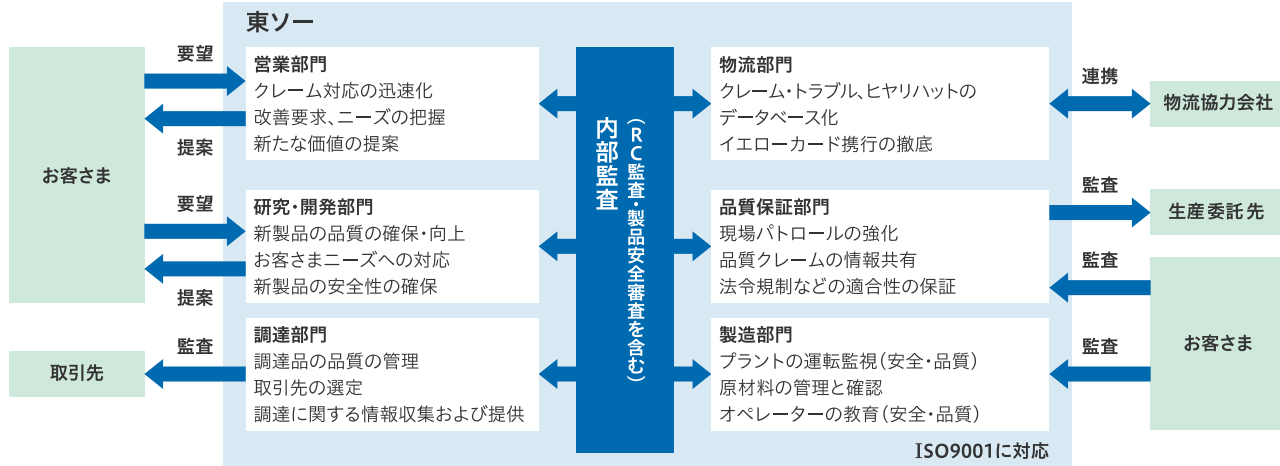 東ソー
お客さま
要望
提案
要望
提案
取引先
監査
営業部門
クレーム対応の迅速化
改善要求、ニーズの把握
新たな価値の提案
研究・開発部門
新製品の品質の確保・向上
お客さまニーズへの対応
新製品の安全性の確保
調達部門
調達品の品質の管理
取引先の選定
調達に関する情報収集および提供
内部監査
（RC監査・製品安全審査を含む）
物流部門
クレーム・トラブル、ヒヤリハットの
データベース化
イエローカード携行の徹底
品質保証部門
現場パトロールの強化
品質クレームの情報共有
法令規制などの適合性の保証
製造部門
プラントの運転監視（安全・品質）
原材料の管理と確認
オペレーターの教育（安全・品質）
連携
物流協力会社
監査
生産委託先
監査
監査
お客さま
ISO9001に対応